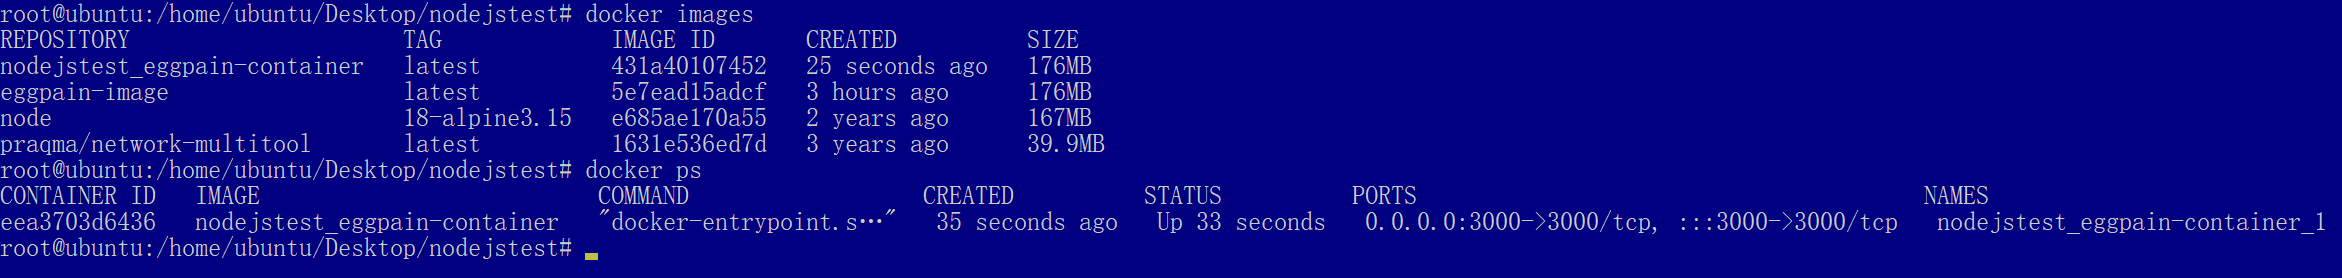 root@ubuntu:/home/ubuntu/Desktop/nodejstest# docker images
REPOSITORY TAG IMAGE ID CREATED SIZE
nodejstest_eggpain-container latest 431a40107452 25 seconds ago 176MB
eggpain-image latest 5e7ead15adcf 3 hours ago 176MB
node 18-alpine3.15 e685ae170a55 2 years ago 167MB
praqma/network-multitool latest 1631e536ed7d 3 years ago 39.9MB
root@ubuntu:/home/ubuntu/Desktop/nodejstest# docker ps
CONTAINER ID IMAGE COMMAND CREATED STATUS PORTS NAMES
eea3703d6436 nodejstest_eggpain-container "docker-entrypoint.s…" 35 seconds ago Up 33 seconds 0.0.0.0:3000->3000/tcp, :::3000->3000/tcp nodejstest_eggpain-container_1
root@ubuntu:/home/ubuntu/Desktop/nodejstest#